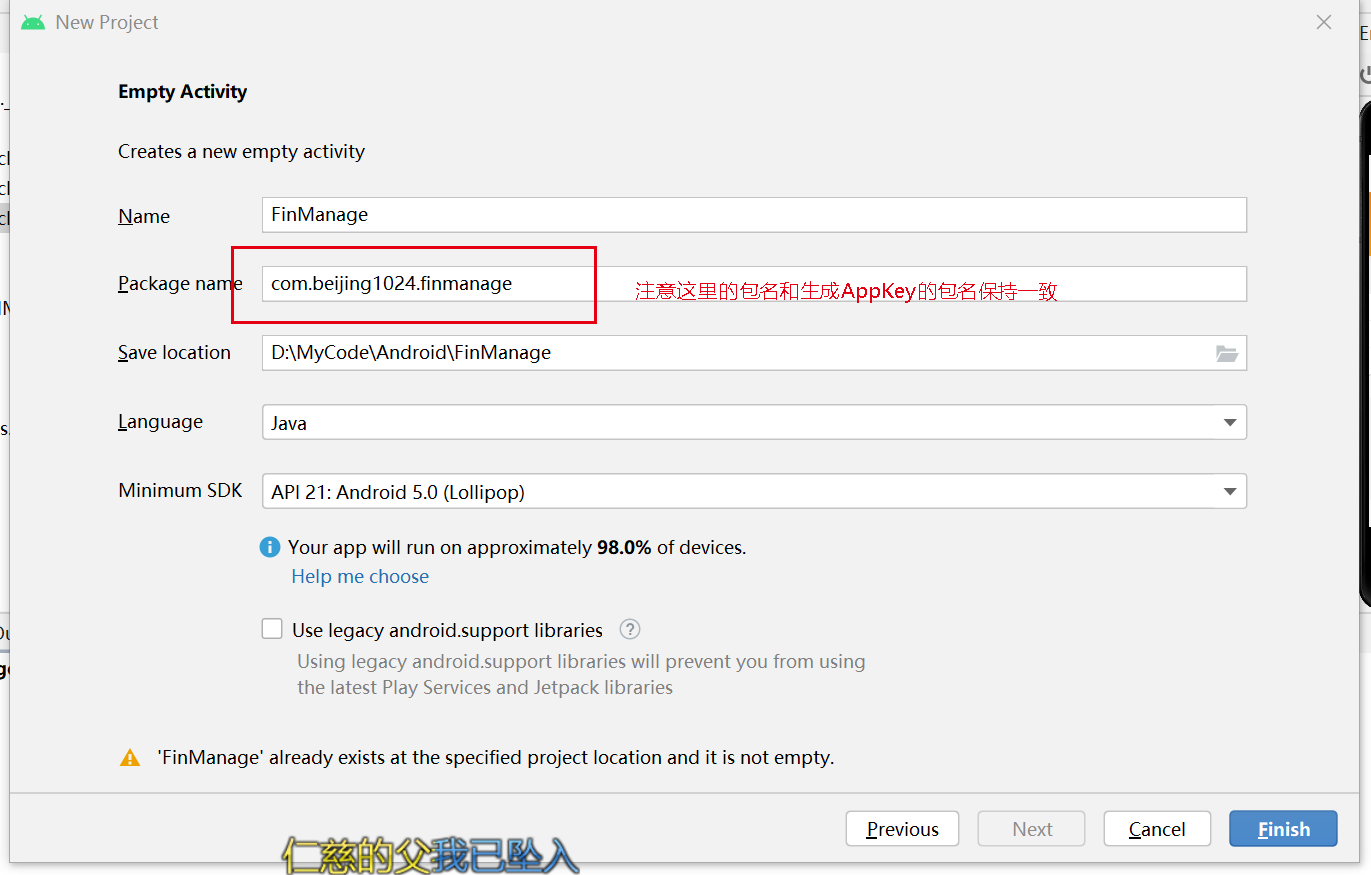 New Project
Empty Activity
Creates a new empty activity
Name
FinManage
Package name
com.beijing1024.finmanage
注意这里的包名和生成AppKey的包名保持一致
Save location
D:\MyCode\Android\FinManage
Language
Java
Minimum SDK
API 21: Android 5.0 (Lollipop)
Your app will run on approximately 98.0% of devices.
Help me choose
Use legacy android.support libraries
?
Using legacy android.support libraries will prevent you from using
the latest Play Services and Jetpack libraries
'FinManage' already exists at the specified project location and it is not empty.
Previous
Next
Cancel
Finish
仁慈的父我已坠入